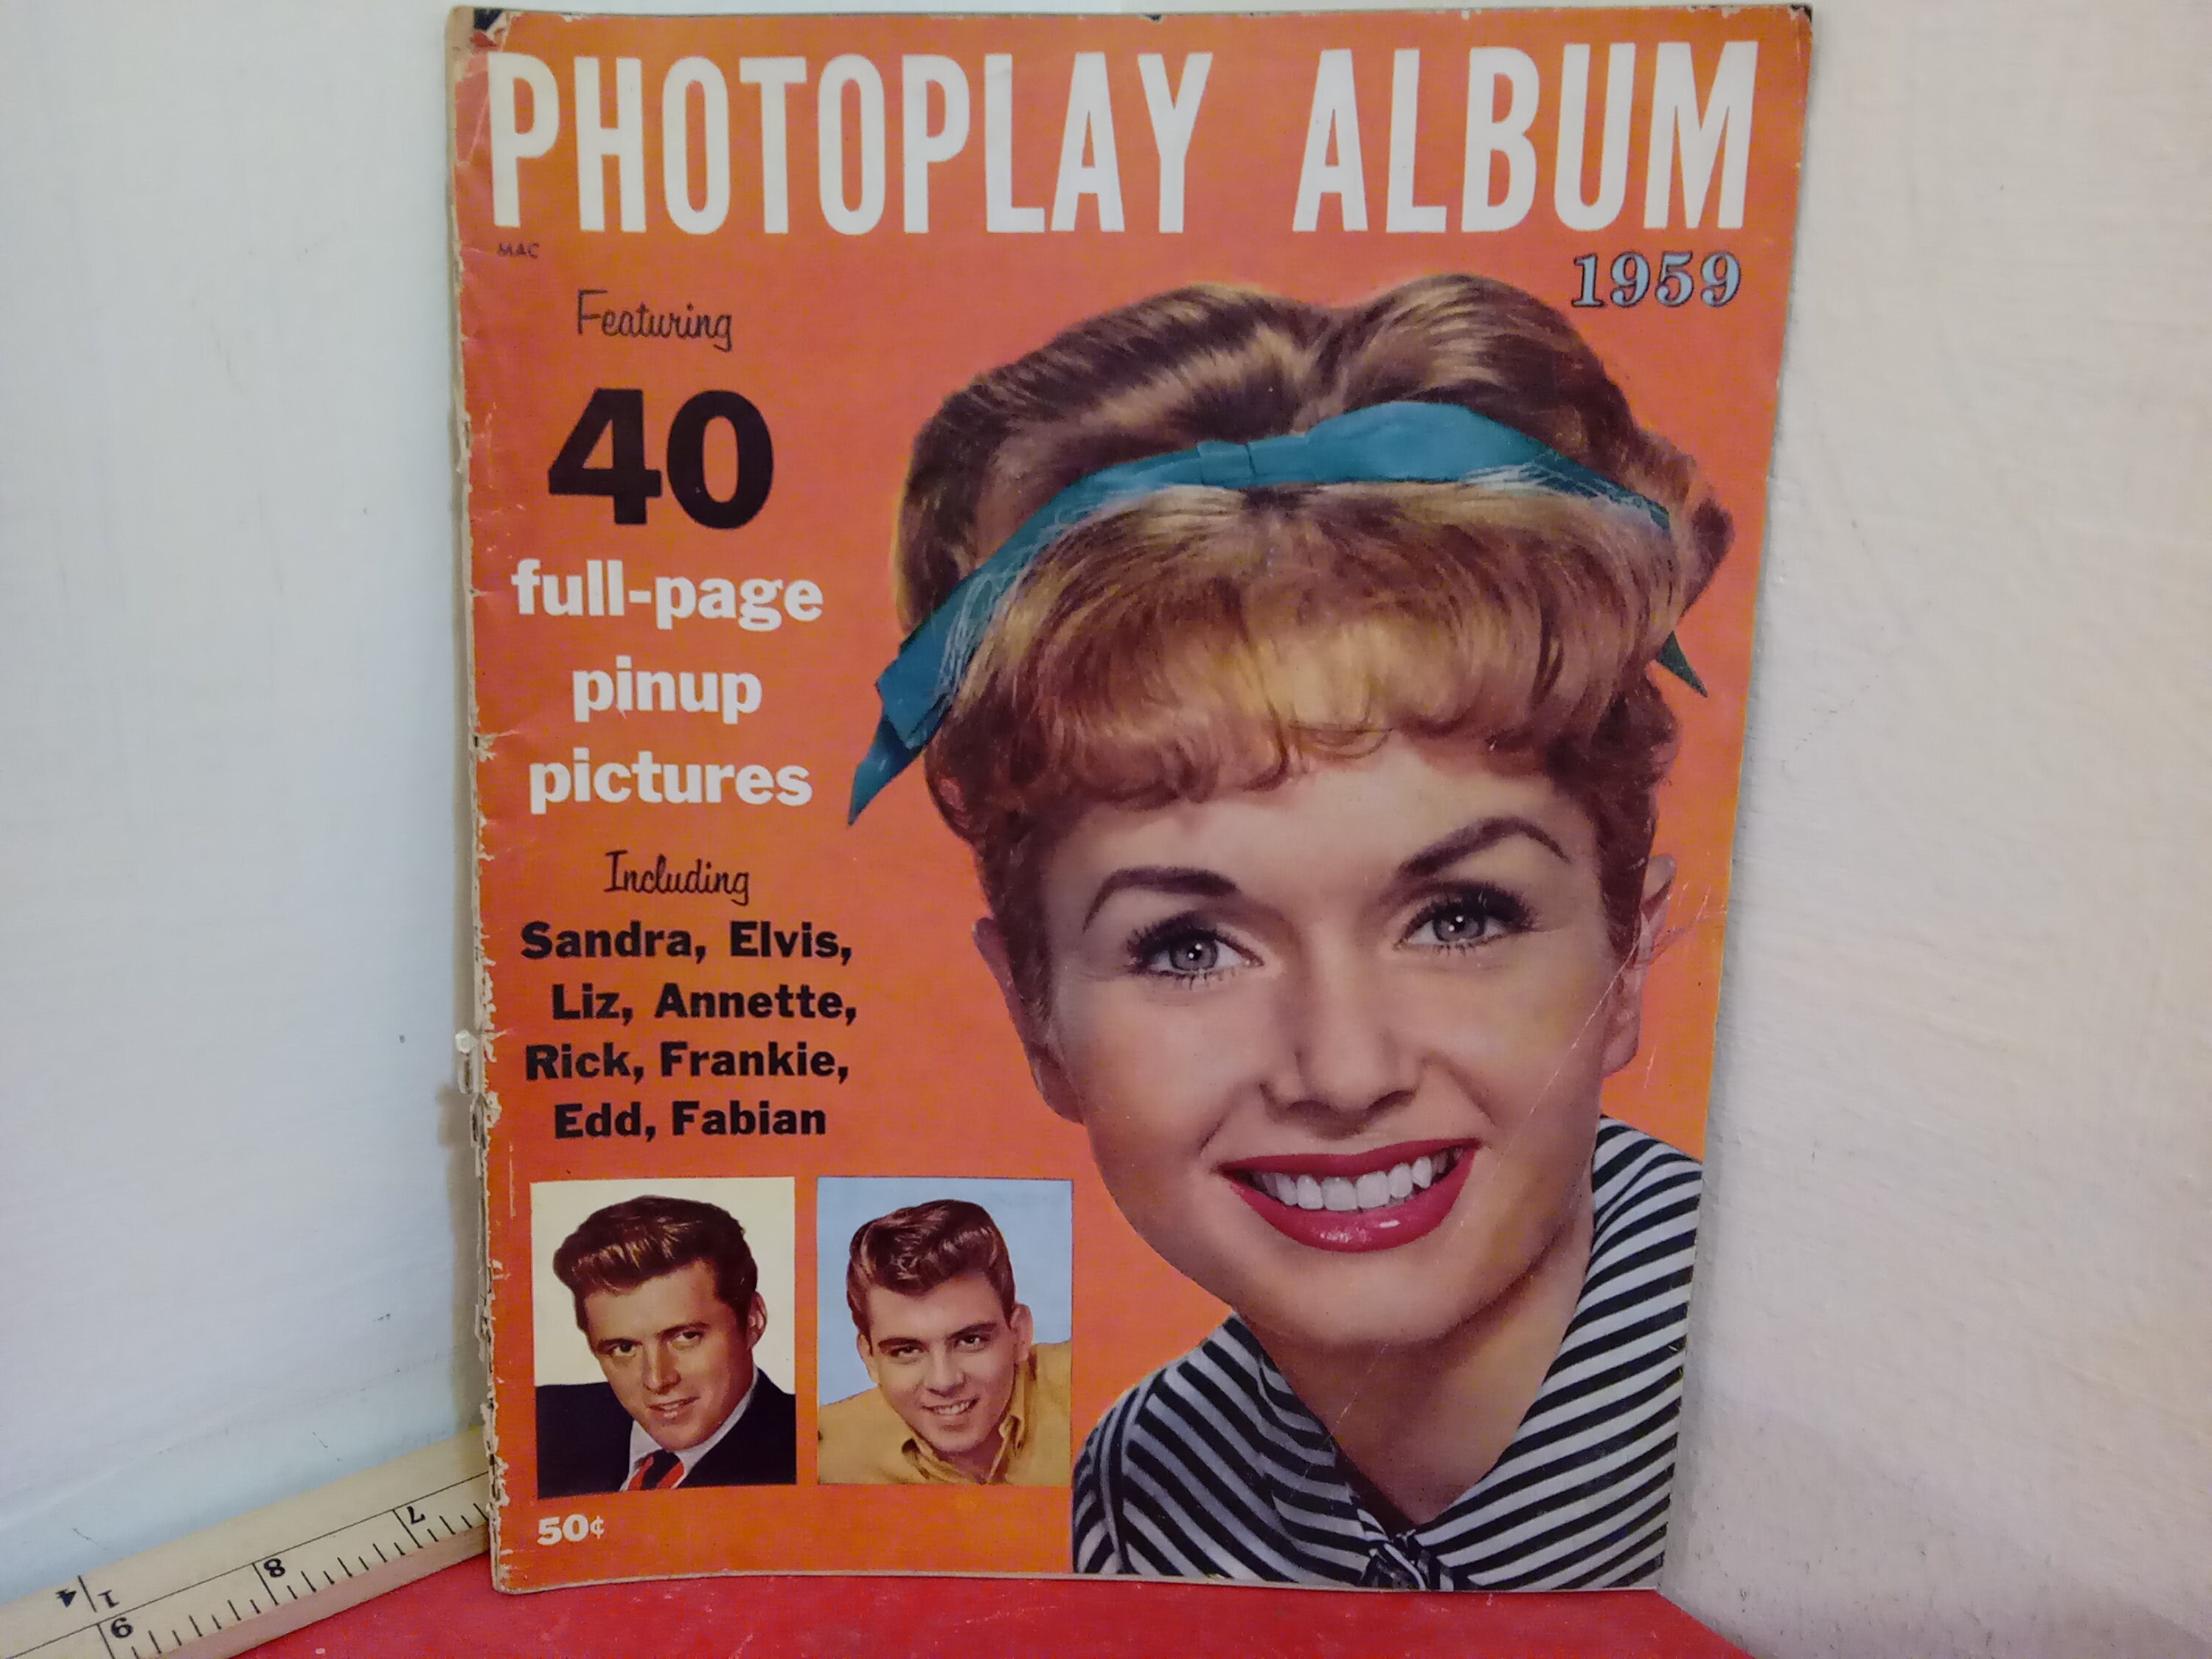 PHOTOPLAY ALBUM
MAC
1959
Featuring
40
full-page
pinup
pictures
Including
Sandra, Elvis,
Liz, Annette,
Rick, Frankie,
Edd, Fabian
50¢
7
8
9
1
4